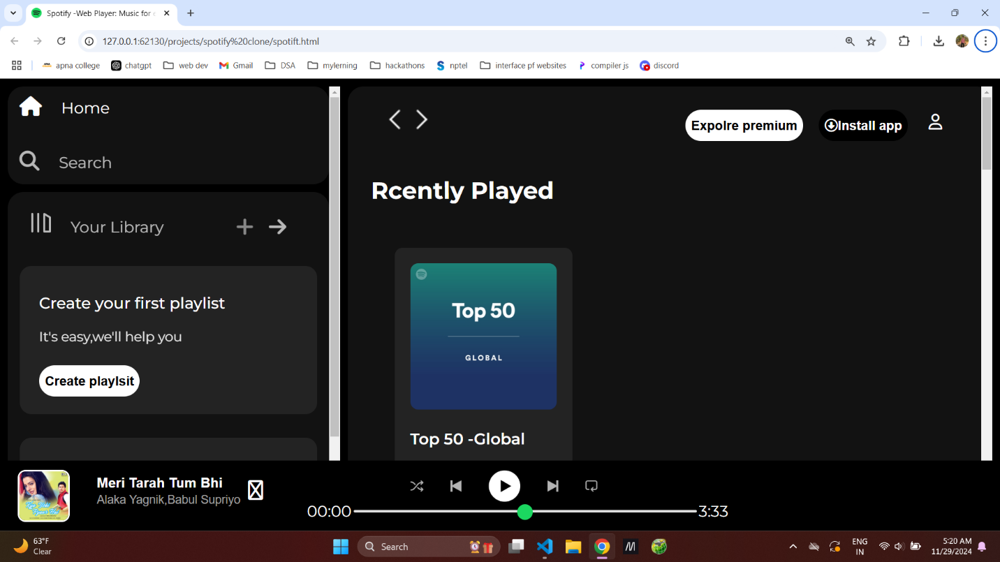 Spotify -Web Player: Music for e
127.0.0.1:62130/projects/spotify%20clone/spotift.html
apna college chatgpt web dev Gmail DSA mylerning hackathons nptel interface pf websites compiler js discord
Home
Search
Your Library
Create your first playlist
It's easy,we'll help you
Create playlsit
Expolre premium
Install app
Rcently Played
Top 50
GLOBAL
Top 50 -Global
Meri Tarah Tum Bhi
Alaka Yagnik,Babul Supriyo
00:00
3:33
63°F
Clear
Search
ENG
IN
5:20 AM
11/29/2024